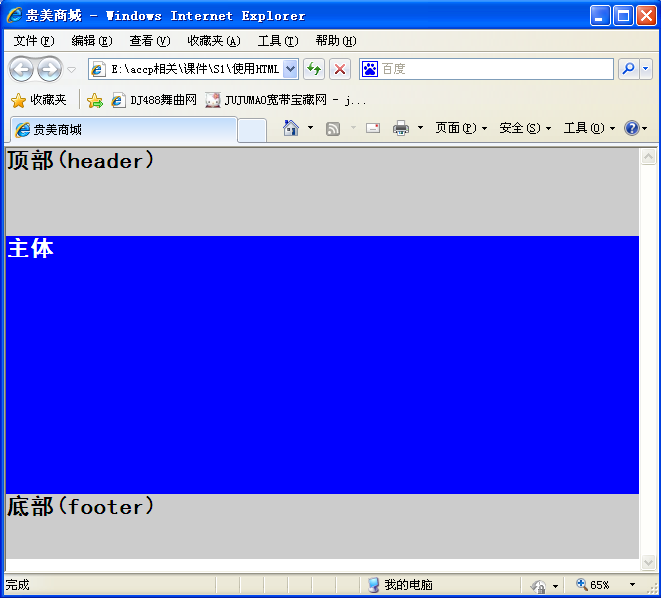 贵美商城 - Windows Internet Explorer
文件(F) 编辑(E) 查看(V) 收藏夹(A) 工具(T) 帮助(H)
E:\accp相关\课件\S1\使用HTML 百度
收藏夹 DJ488舞曲网 JUJUMAO宽带宝藏网 - j...
贵美商城 页面(P) 安全(S) 工具(O)
顶部(header)
主体
底部(footer)
完成 我的电脑 65%